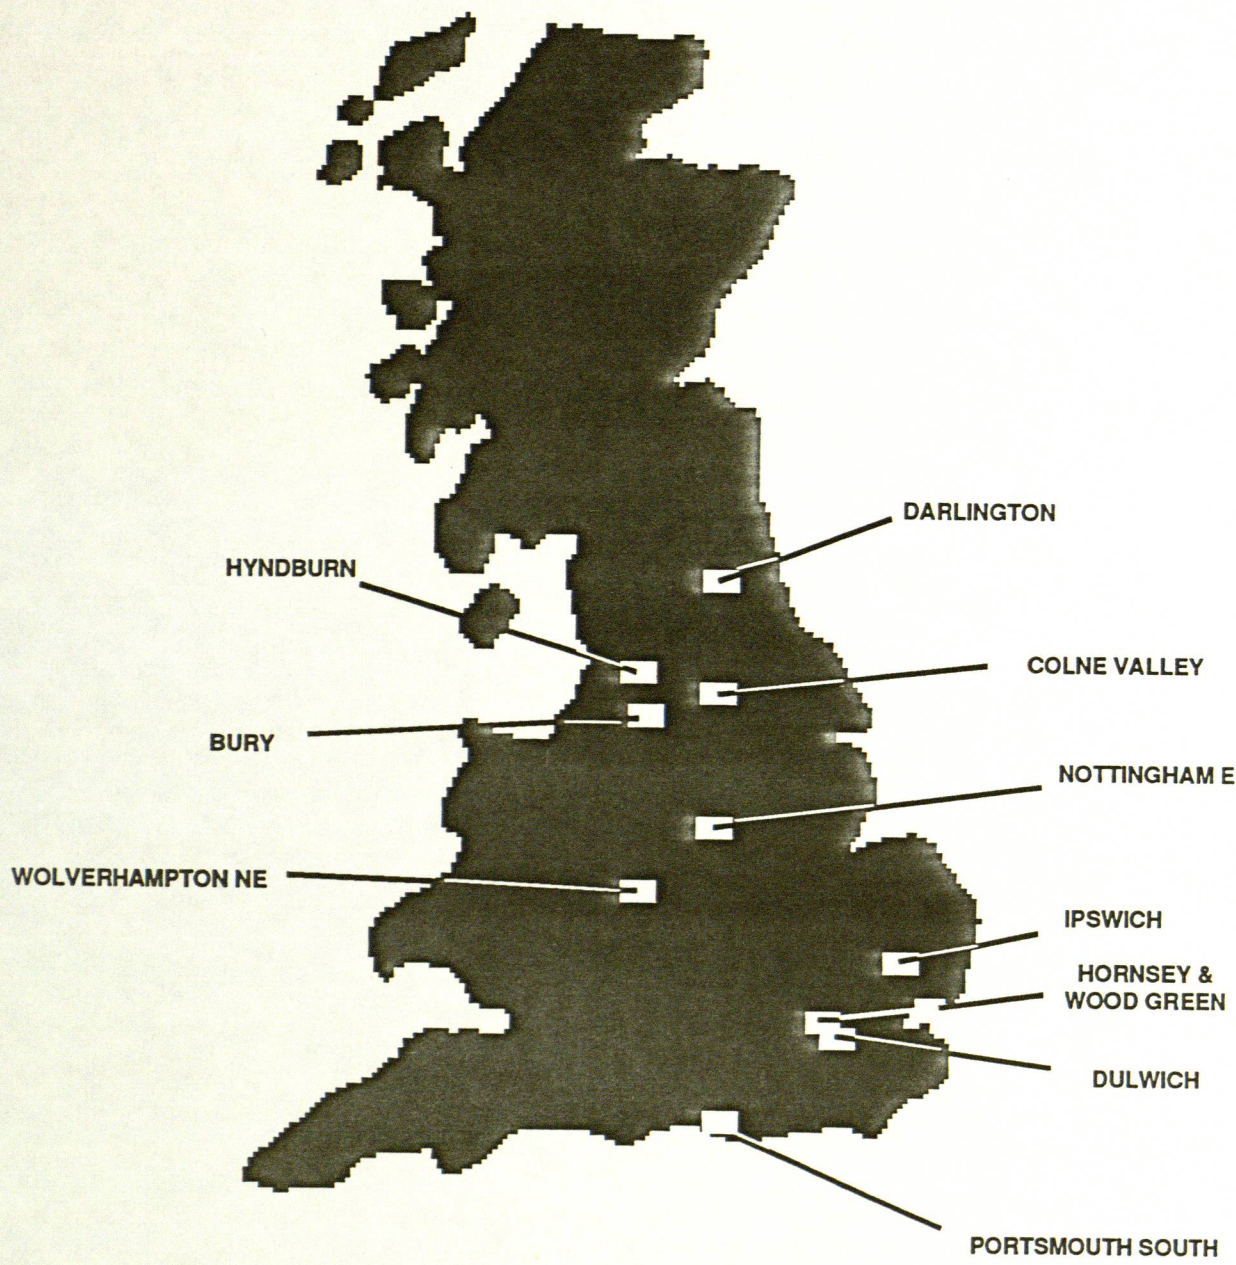 DARLINGTON
HYNDBURN
COLNE VALLEY
BURY
NOTTINGHAM E
WOLVERHAMPTON NE
IPSWICH
HORNSEY &
WOOD GREEN
DULWICH
PORTSMOUTH SOUTH